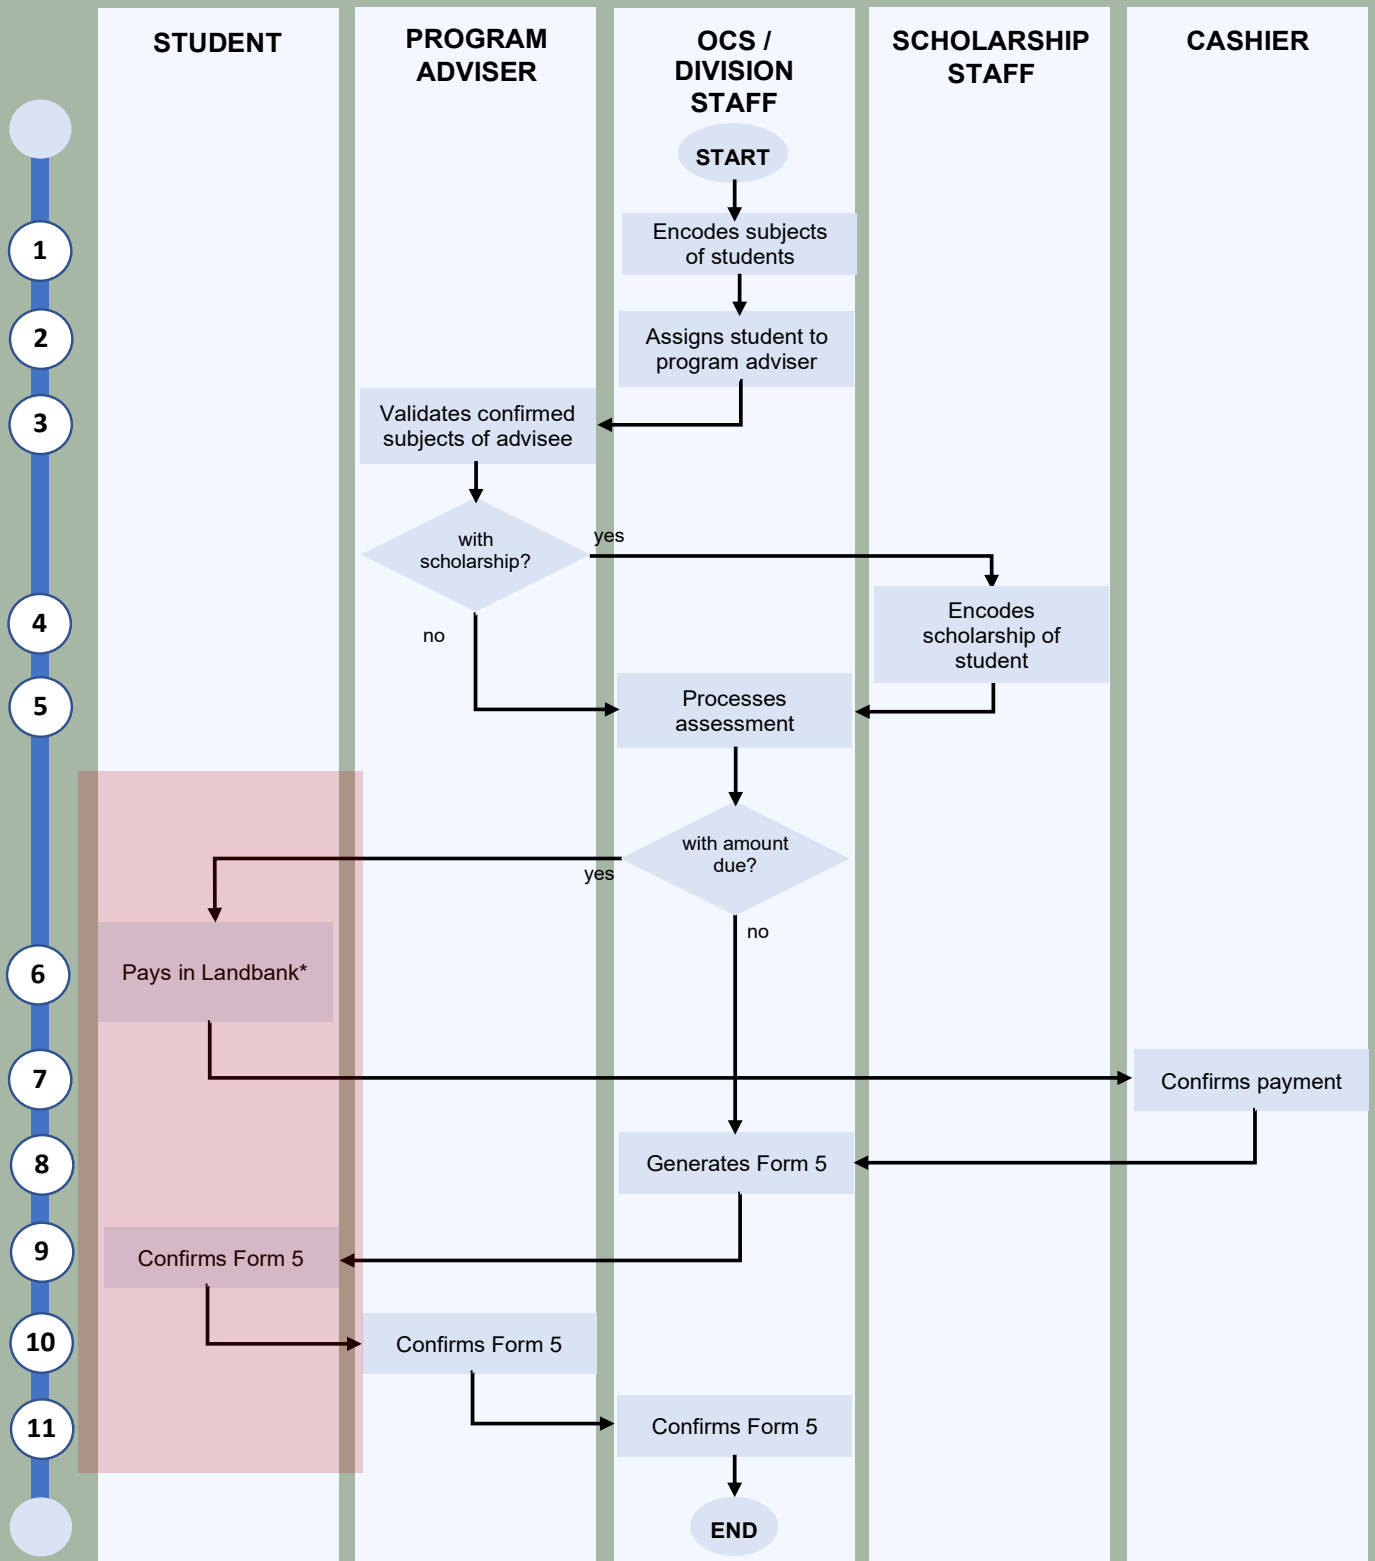 STUDENT
PROGRAM
ADVISER
OCS /
DIVISION
STAFF
SCHOLARSHIP
STAFF
CASHIER
START
1
Encodes subjects
of students
2
Assigns student to
program adviser
3
Validates confirmed
subjects of advisee
with
scholarship?
yes
no
4
Encodes
scholarship of
student
5
Processes
assessment
with amount
due?
yes
no
6
Pays in Landbank*
7
Confirms payment
8
Generates Form 5
9
Confirms Form 5
10
Confirms Form 5
11
Confirms Form 5
END